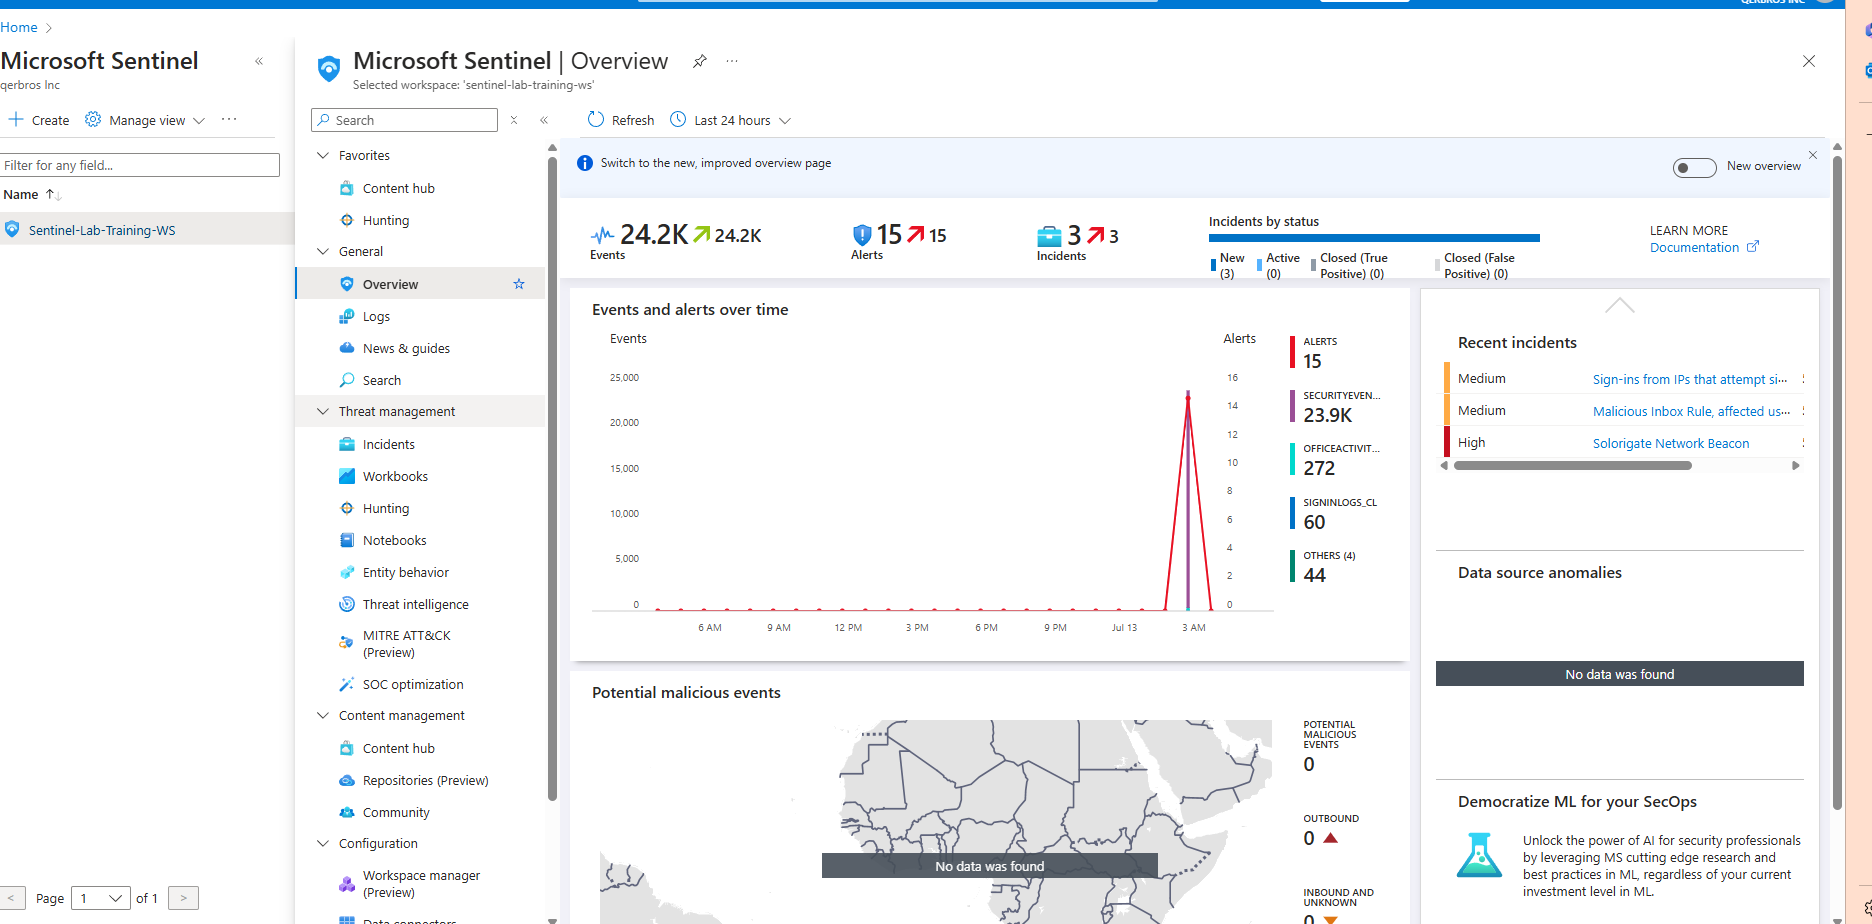 Home
Microsoft Sentinel
qerbros Inc
Create
Manage view
Filter for any field...
Name
Sentinel-Lab-Training-WS
Page 1 of 1
Microsoft Sentinel | Overview
Selected workspace: 'sentinel-lab-training-ws'
Search
Favorites
Content hub
Hunting
General
Overview
Logs
News & guides
Search
Threat management
Incidents
Workbooks
Hunting
Notebooks
Entity behavior
Threat intelligence
MITRE ATT&CK
(Preview)
SOC optimization
Content management
Content hub
Repositories (Preview)
Community
Configuration
Workspace manager
(Preview)
Data connectors
Refresh
Last 24 hours
Switch to the new, improved overview page
New overview
24.2K 24.2K
Events
15 15
Alerts
3 3
Incidents
Incidents by status
New
(3)
Active
(0)
Closed (True
Positive) (0)
Closed (False
Positive) (0)
LEARN MORE
Documentation
Events and alerts over time
Events
Alerts
25,000
20,000
15,000
10,000
5,000
0
16
14
12
10
8
6
4
2
0
6 AM 9 AM 12 PM 3 PM 6 PM 9 PM Jul 13 3 AM
ALERTS
15
SECURITYEVEN...
23.9K
OFFICEACTIVIT...
272
SIGNINLOGS_CL
60
OTHERS (4)
44
Potential malicious events
No data was found
POTENTIAL
MALICIOUS
EVENTS
0
OUTBOUND
0
INBOUND AND
UNKNOWN
0
Recent incidents
Medium Sign-ins from IPs that attempt si...
Medium Malicious Inbox Rule, affected us...
High Solorigate Network Beacon
Data source anomalies
No data was found
Democratize ML for your SecOps
Unlock the power of AI for security professionals
by leveraging MS cutting edge research and
best practices in ML, regardless of your current
investment level in ML.